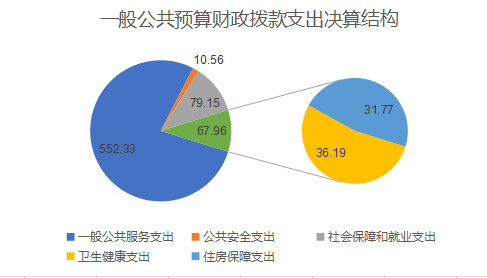 一般公共预算财政拨款支出决算结构
10.56
79.15
67.96
552.33
31.77
36.19
一般公共服务支出 公共安全支出 社会保障和就业支出
卫生健康支出 住房保障支出